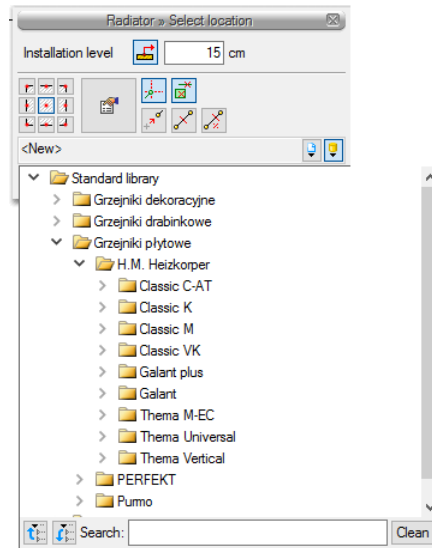 Radiator » Select location
Installation level 15 cm
<New>
Standard library
Grzejniki dekoracyjne
Grzejniki drabinkowe
Grzejniki płytowe
H.M. Heizkorper
Classic C-AT
Classic K
Classic M
Classic VK
Galant plus
Galant
Thema M-EC
Thema Universal
Thema Vertical
PERFEKT
Purmo
Search: Clean